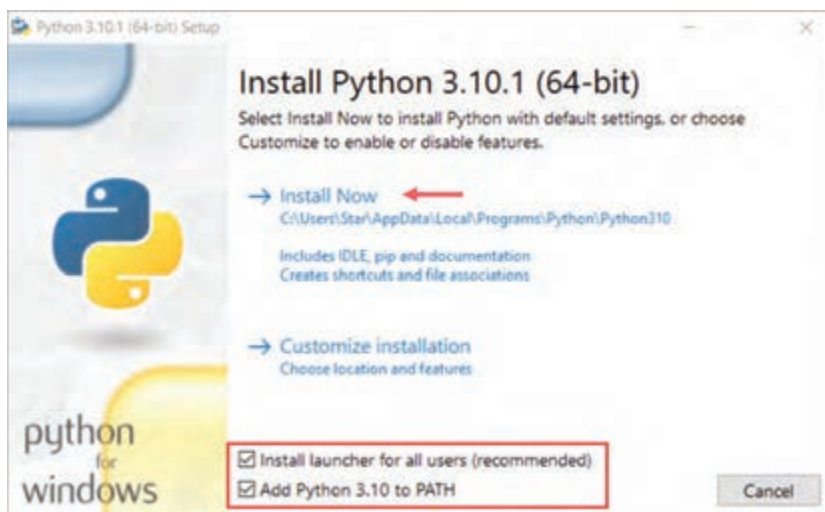 Python 3.10.1 (64-bit) Setup
Install Python 3.10.1 (64-bit)
Select Install Now to install Python with default settings, or choose
Customize to enable or disable features.
Install Now
C:\Users\Star\AppData\Local\Programs\Python\Python310
Includes IDLE, pip and documentation
Creates shortcuts and file associations
Customize installation
Choose location and features
python
for
windows
Install launcher for all users (recommended)
Add Python 3.10 to PATH
Cancel